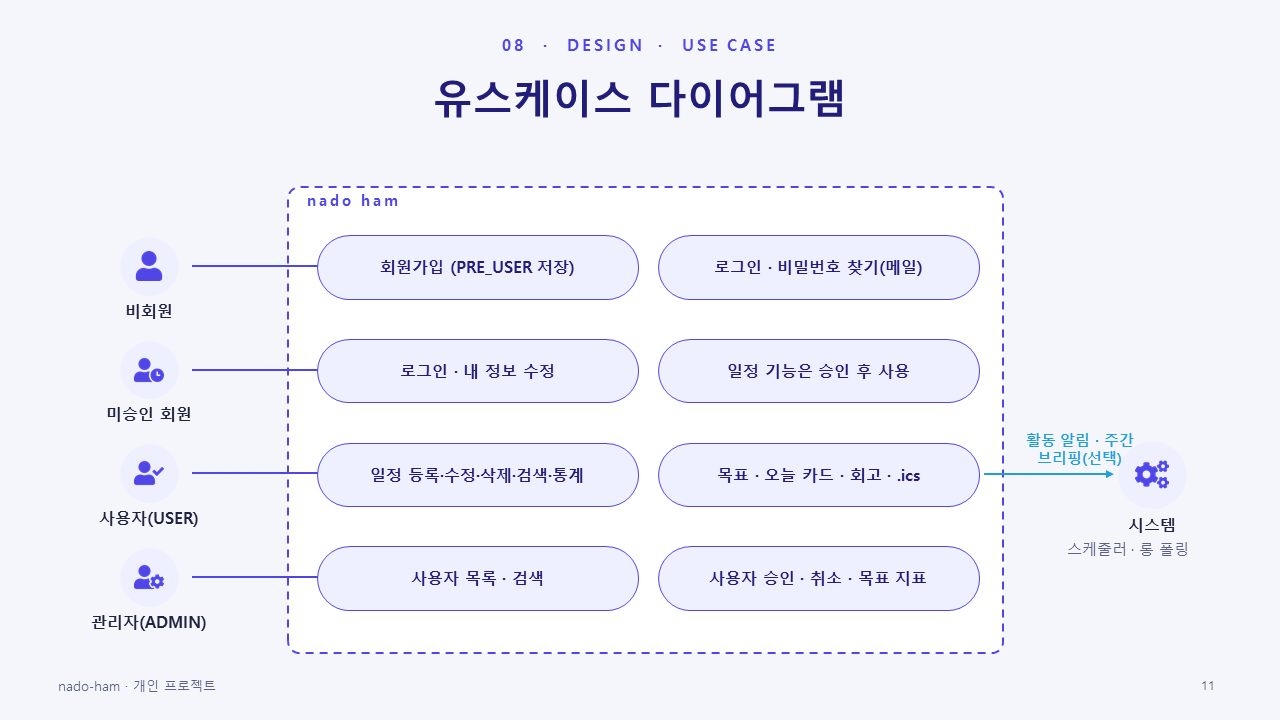 08 · DESIGN · USE CASE
유스케이스 다이어그램
nado ham
비회원
회원가입 (PRE_USER 저장)
로그인 · 비밀번호 찾기(메일)
미승인 회원
로그인 · 내 정보 수정
일정 기능은 승인 후 사용
사용자(USER)
일정 등록·수정·삭제·검색·통계
목표 · 오늘 카드 · 회고 · .ics
활동 알림 · 주간
브리핑(선택)
시스템
스케줄러 · 롱 폴링
관리자(ADMIN)
사용자 목록 · 검색
사용자 승인 · 취소 · 목표 지표
nado-ham · 개인 프로젝트
11